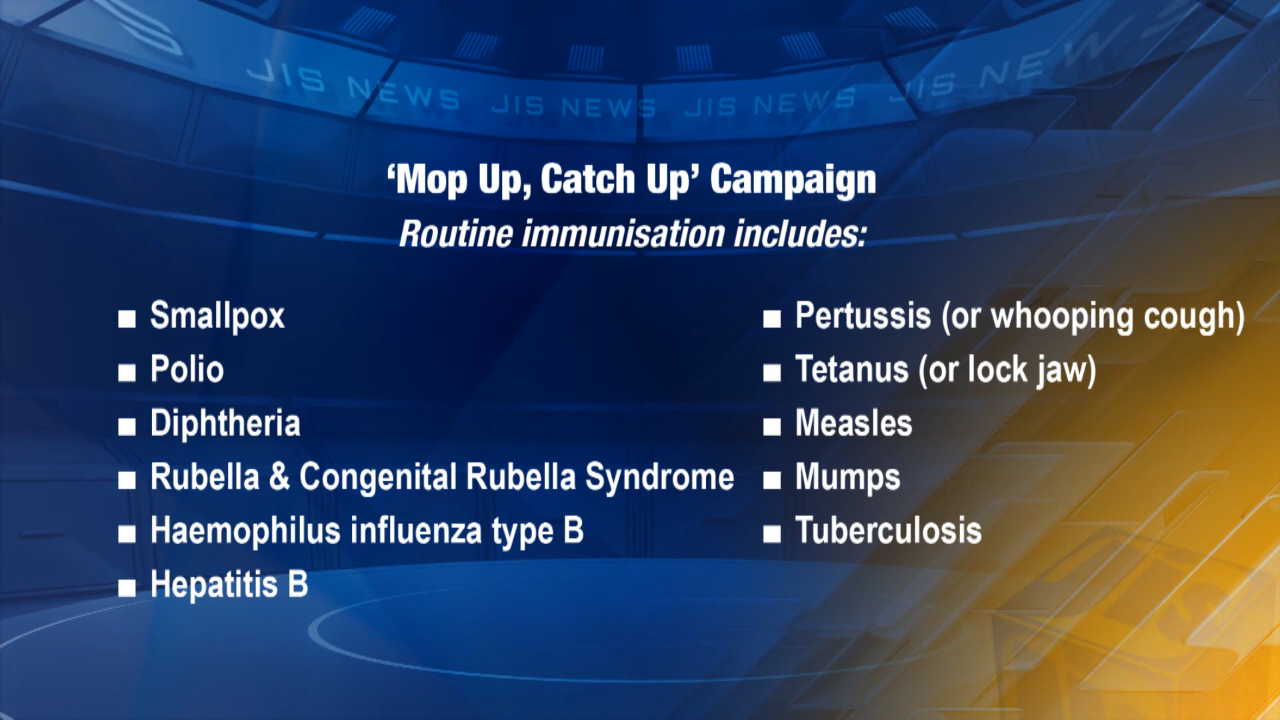 JIS NEWS JIS NEWS JIS NEWS JIS NEWS
‘Mop Up, Catch Up’ Campaign
Routine immunisation includes:
■ Smallpox
■ Polio
■ Diphtheria
■ Rubella & Congenital Rubella Syndrome
■ Haemophilus influenza type B
■ Hepatitis B
■ Pertussis (or whooping cough)
■ Tetanus (or lock jaw)
■ Measles
■ Mumps
■ Tuberculosis